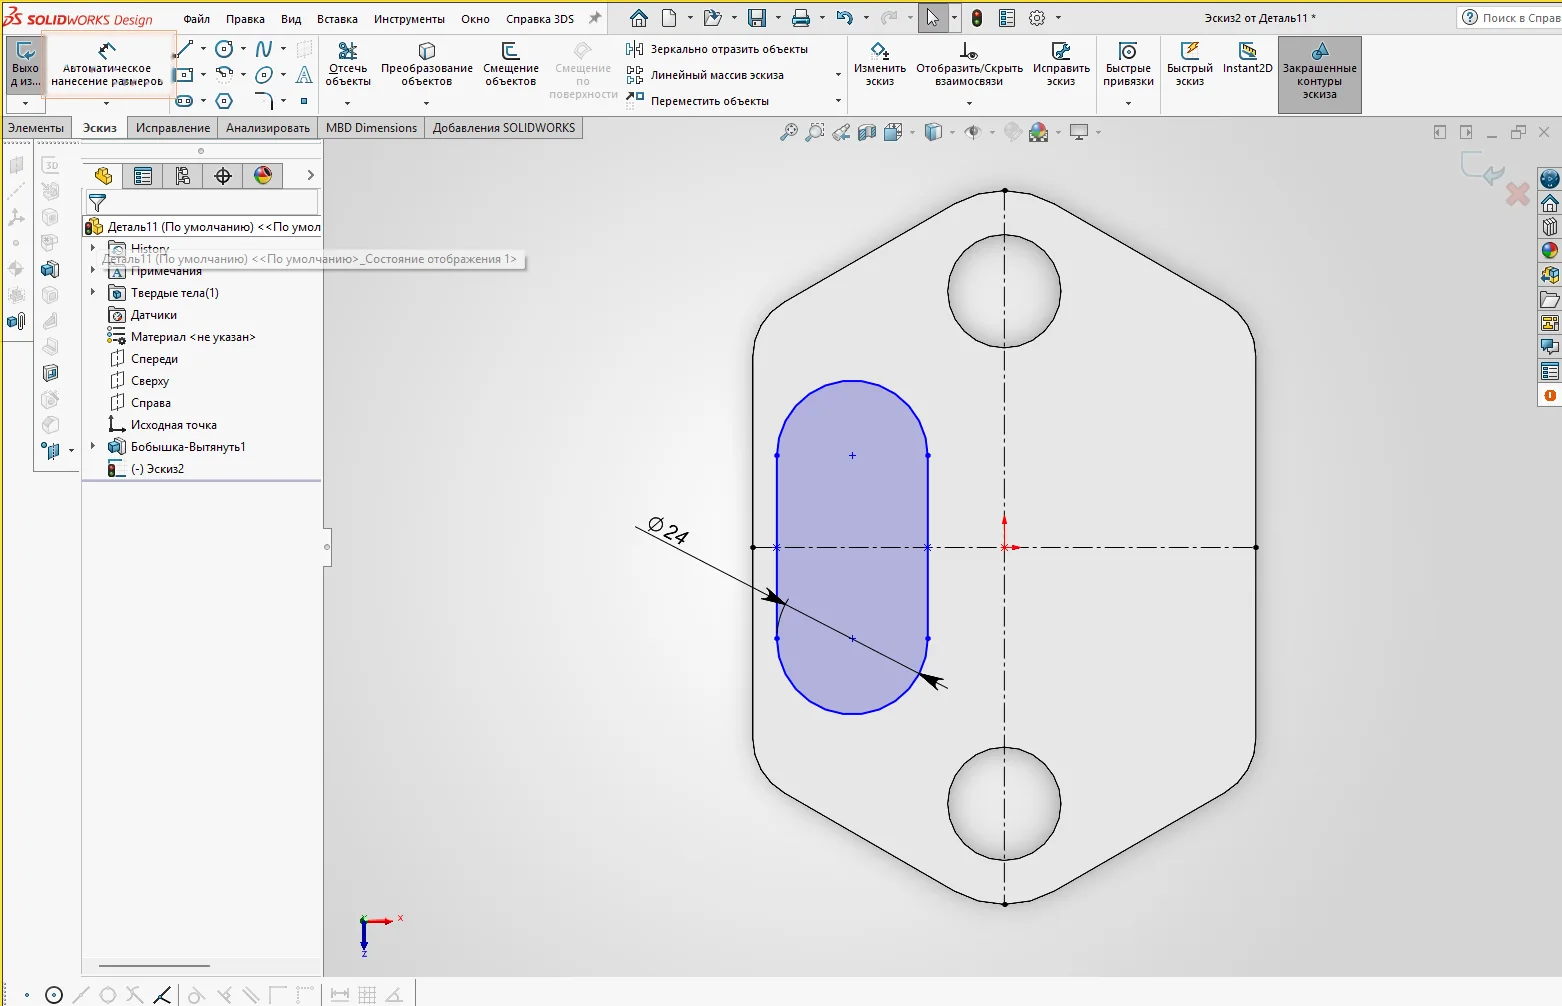 SOLIDWORKS Design
Файл Правка Вид Вставка Инструменты Окно Справка 3DS
Эскиз2 от Деталь11 *
Поиск в Справ
Выхо
д из...
Автоматическое
нанесение размеров
Отсечь
объекты
Преобразование
объектов
Смещение
объектов
Смещение
по
поверхности
Зеркально отразить объекты
Линейный массив эскиза
Переместить объекты
Изменить
эскиз
Отобразить/Скрыть
взаимосвязи
Исправить
эскиз
Быстрые
привязки
Быстрый
эскиз
Instant2D
Закрашенные
контуры
эскиза
Элементы Эскиз Исправление Анализировать MBD Dimensions Добавления SOLIDWORKS
3D
Деталь11 (По умолчанию) <<По умол
History
Деталь11 (По умолчанию) <<По умолчанию>_Состояние отображения 1>
Примечания
Твердые тела(1)
Датчики
Материал <не указан>
Спереди
Сверху
Справа
Исходная точка
Бобышка-Вытянуть1
(-) Эскиз2
⌀ 24
X
Z